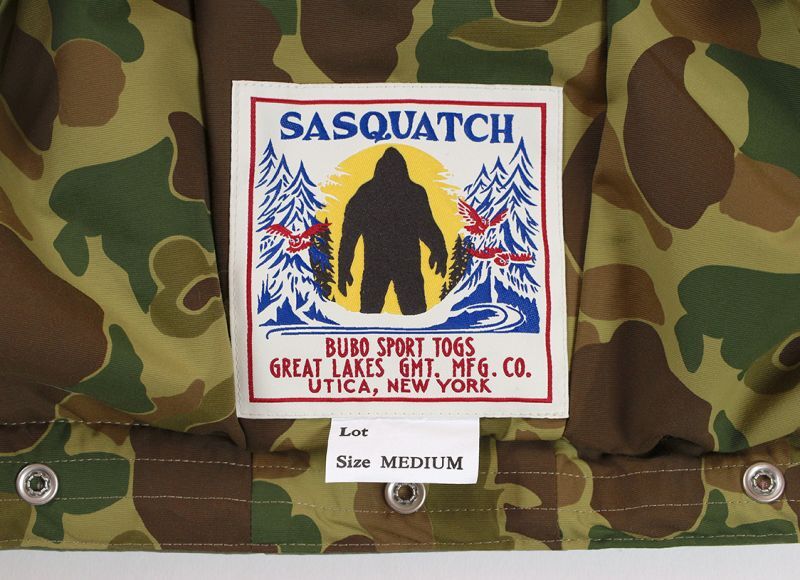 SASQUATCH
BUBO SPORT TOGS
GREAT LAKES GMT. MFG. CO.
UTICA, NEW YORK
Lot
Size MEDIUM